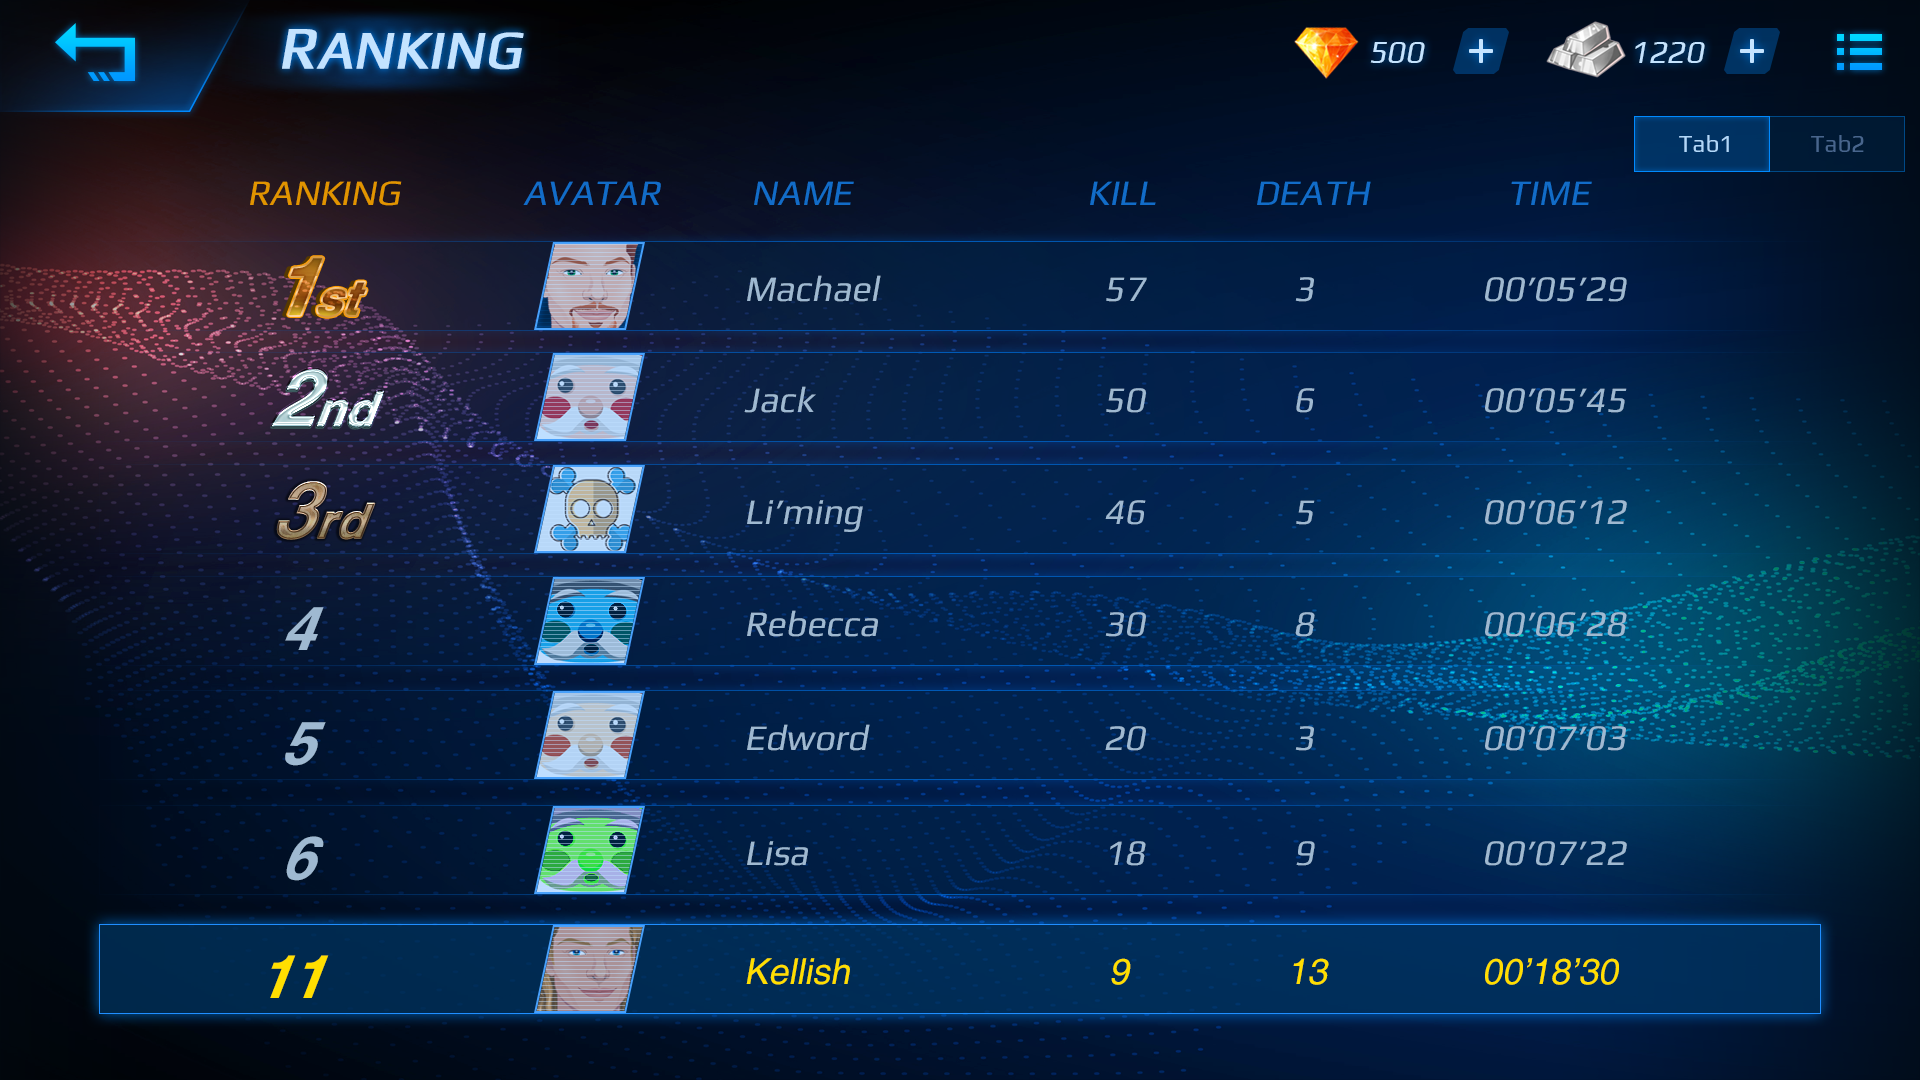 RANKING
500 + 1220 +
Tab1 Tab2
RANKING AVATAR NAME KILL DEATH TIME
1st Machael 57 3 00'05'29
2nd Jack 50 6 00'05'45
3rd Li'ming 46 5 00'06'12
4 Rebecca 30 8 00'06'28
5 Edword 20 3 00'07'03
6 Lisa 18 9 00'07'22
11 Kellish 9 13 00'18'30